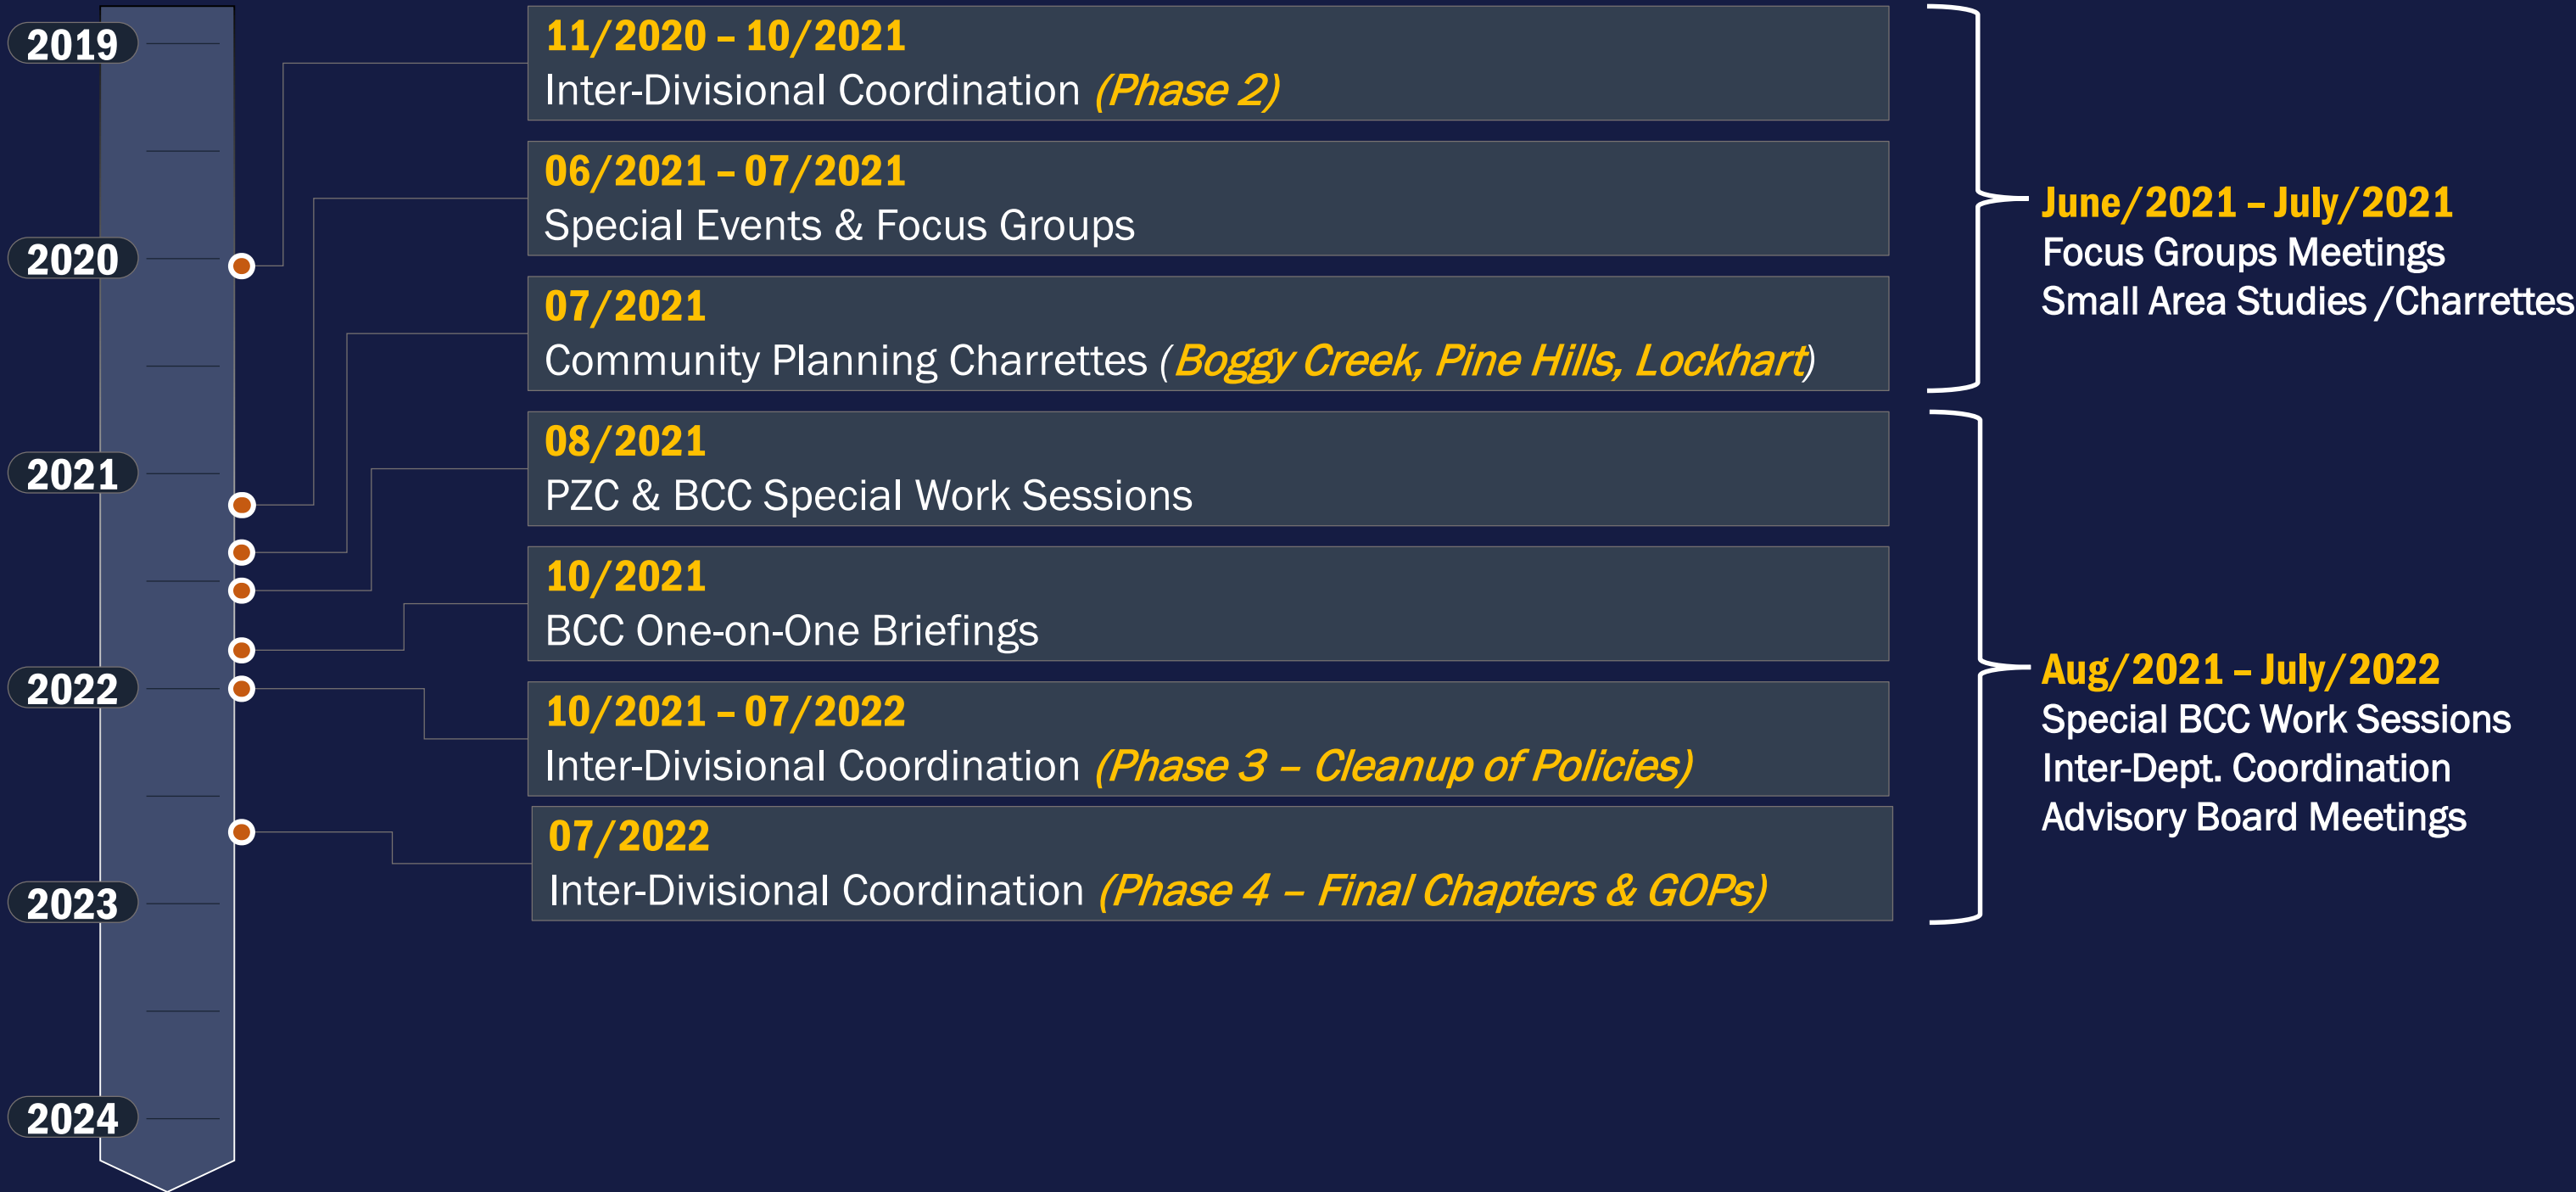 2019
2020
2021
2022
2023
2024
11/2020 – 10/2021
Inter-Divisional Coordination (Phase 2)
06/2021 – 07/2021
Special Events & Focus Groups
07/2021
Community Planning Charrettes (Boggy Creek, Pine Hills, Lockhart)
08/2021
PZC & BCC Special Work Sessions
10/2021
BCC One-on-One Briefings
10/2021 – 07/2022
Inter-Divisional Coordination (Phase 3 – Cleanup of Policies)
07/2022
Inter-Divisional Coordination (Phase 4 – Final Chapters & GOPs)
June/2021 – July/2021
Focus Groups Meetings
Small Area Studies /Charrettes
Aug/2021 – July/2022
Special BCC Work Sessions
Inter-Dept. Coordination
Advisory Board Meetings